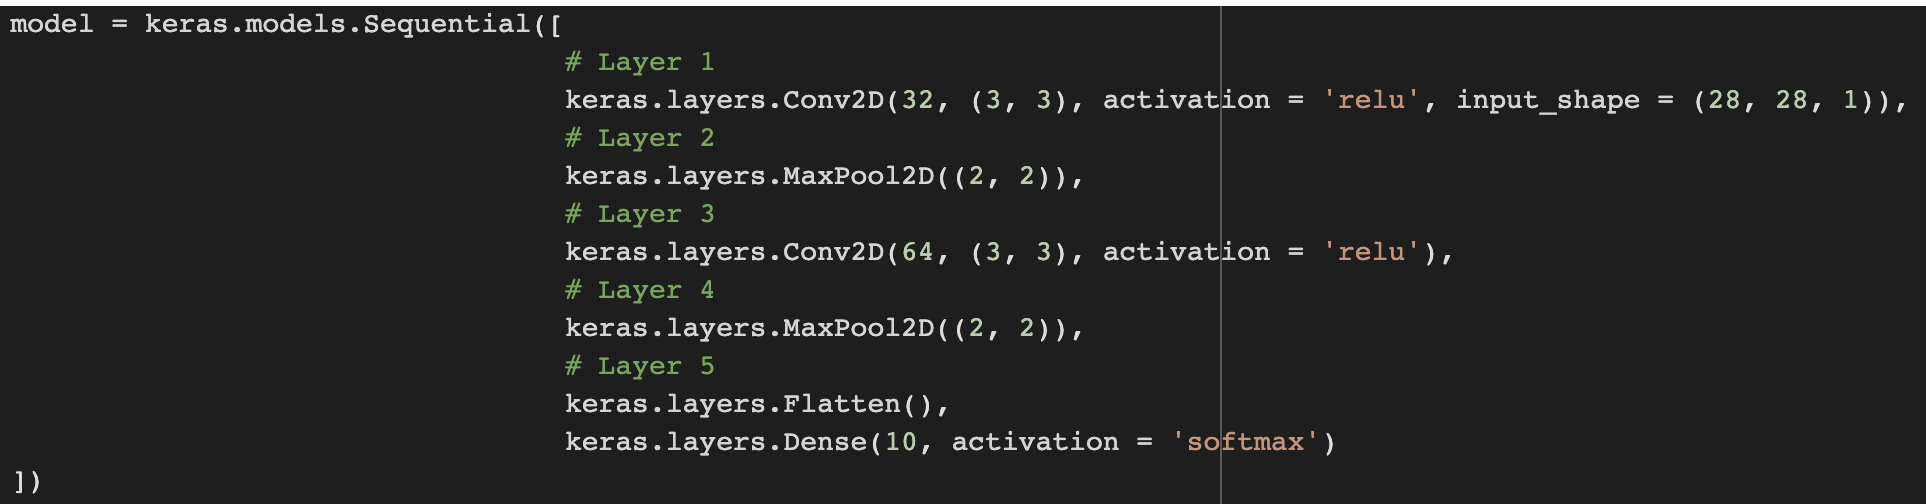 model = keras.models.Sequential([
# Layer 1
keras.layers.Conv2D(32, (3, 3), activation = 'relu', input_shape = (28, 28, 1)),
# Layer 2
keras.layers.MaxPool2D((2, 2)),
# Layer 3
keras.layers.Conv2D(64, (3, 3), activation = 'relu'),
# Layer 4
keras.layers.MaxPool2D((2, 2)),
# Layer 5
keras.layers.Flatten(),
keras.layers.Dense(10, activation = 'softmax')
])